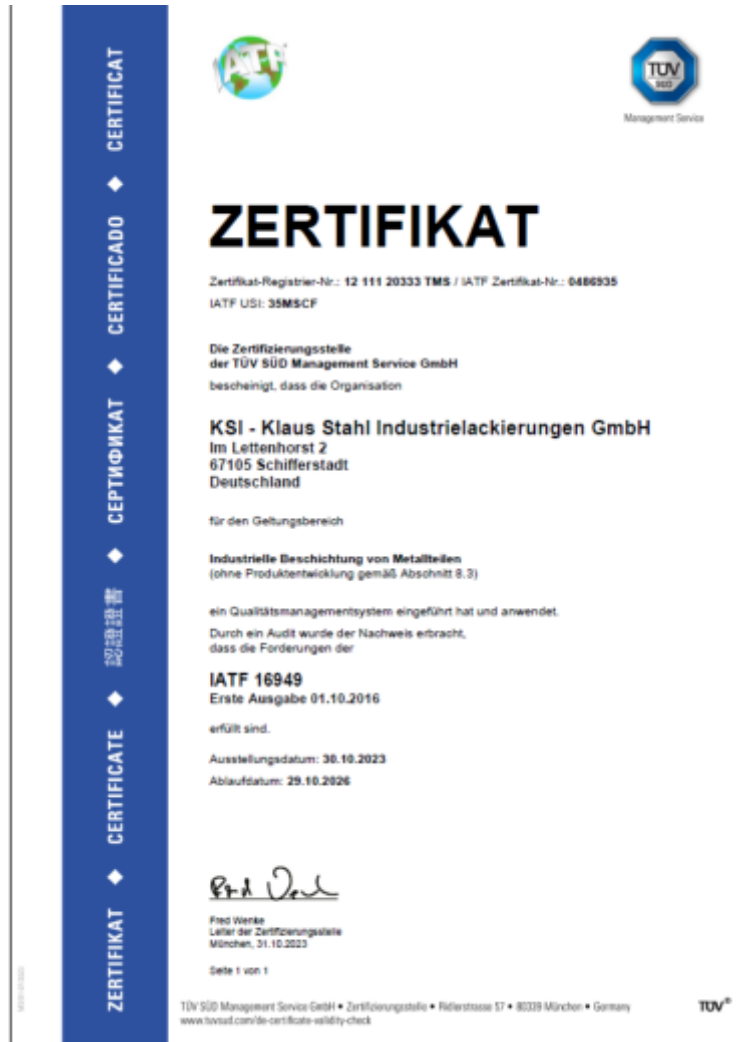 IATF
TÜV
SÜD
Management Service
ZERTIFIKAT
Zertifikat-Registrier-Nr.: 12 111 20333 TMS / IATF Zertifikat-Nr.: 0486935
IATF USI: 35MSCF
Die Zertifizierungsstelle
der TÜV SÜD Management Service GmbH
bescheinigt, dass die Organisation
KSI - Klaus Stahl Industrielackierungen GmbH
Im Lettenhorst 2
67105 Schifferstadt
Deutschland
für den Geltungsbereich
Industrielle Beschichtung von Metallteilen
(ohne Produktentwicklung gemäß Abschnitt 8.3)
ein Qualitätsmanagementsystem eingeführt hat und anwendet.
Durch ein Audit wurde der Nachweis erbracht,
dass die Forderungen der
IATF 16949
Erste Ausgabe 01.10.2016
erfüllt sind.
Ausstellungsdatum: 30.10.2023
Ablaufdatum: 29.10.2026
Fred Wenke
Leiter der Zertifizierungsstelle
München, 31.10.2023
Seite 1 von 1
TÜV SÜD Management Service GmbH • Zertifizierungsstelle • Ridlerstrasse 57 • 80339 München • Germany
www.tuvsud.com/de-certificate-validity-check
TÜV®
ZERTIFIKAT ◆ CERTIFICATE ◆ 認證證書 ◆ СЕРТИФИКАТ ◆ CERTIFICADO ◆ CERTIFICAT